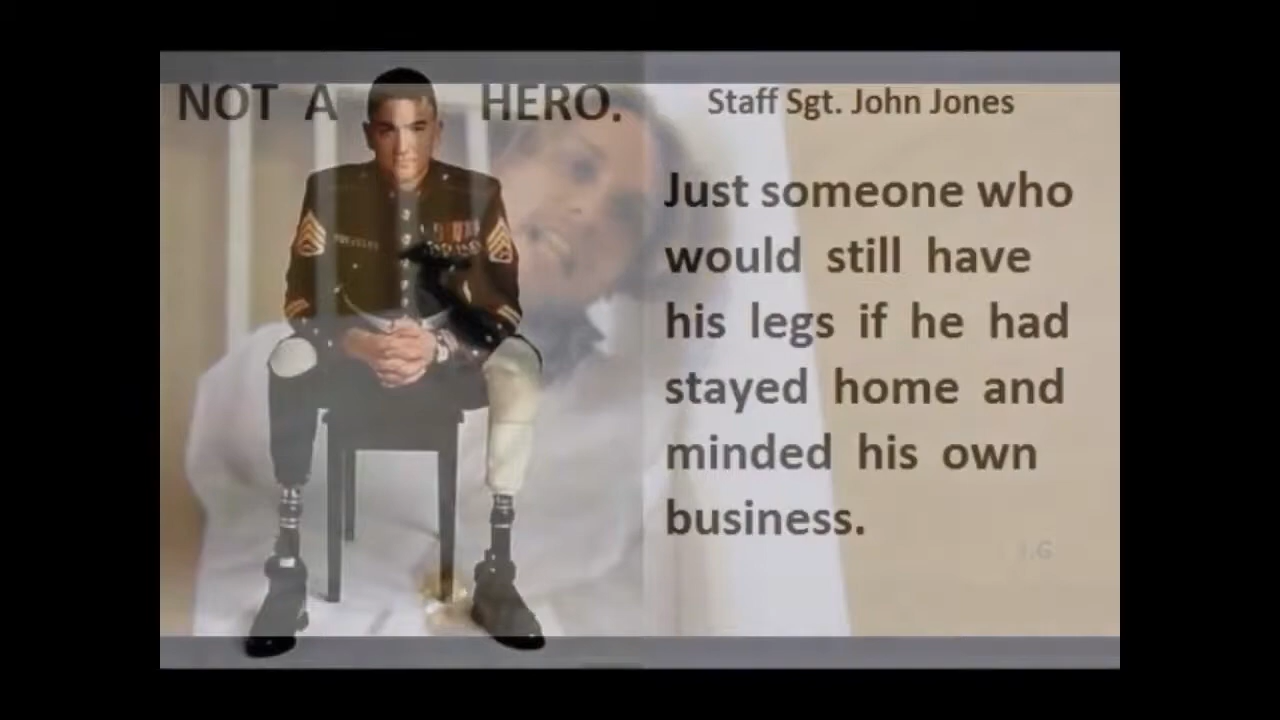 NOT A HERO.
Staff Sgt. John Jones
Just someone who
would still have
his legs if he had
stayed home and
minded his own
business.